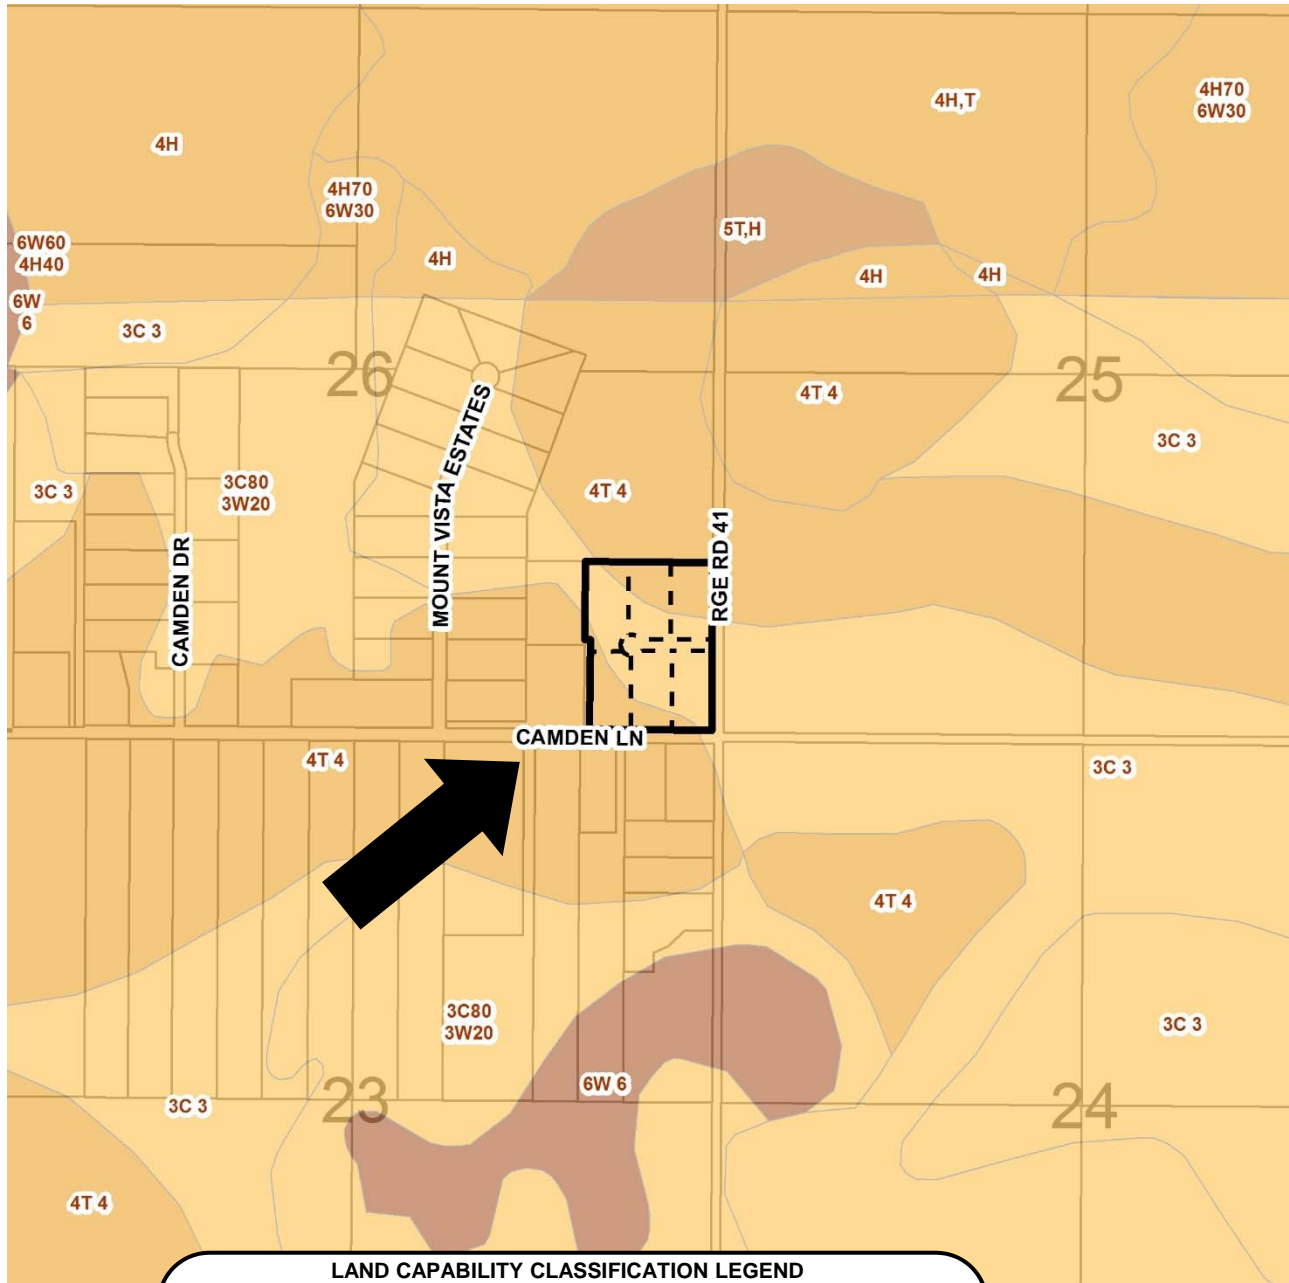 4H,T
4H70
6W30
4H
4H70
6W30
5T,H
6W60
4H40
4H
4H
4H
6W
6
3C 3
26
25
4T 4
MOUNT VISTA ESTATES
3C 3
3C80
3W20
3C 3
4T 4
RGE RD 41
CAMDEN DR
CAMDEN LN
4T 4
3C 3
4T 4
3C80
3W20
3C 3
6W 6
3C 3
23
24
4T 4
LAND CAPABILITY CLASSIFICATION LEGEND